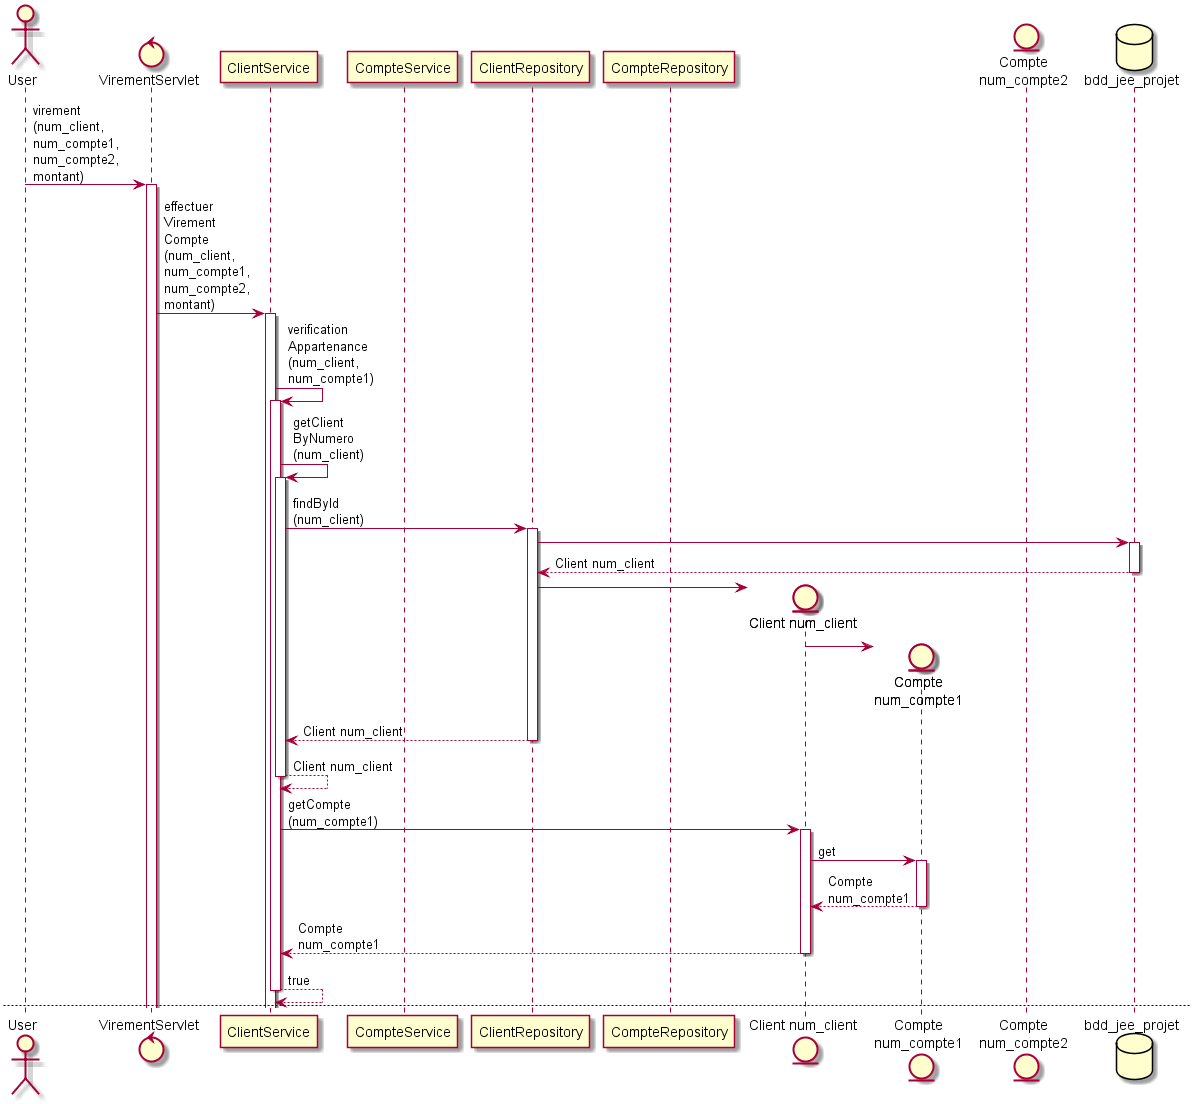 User
VirementServlet
ClientService
CompteService
ClientRepository
CompteRepository
Compte
num_compte2
bdd_jee_projet
virement
(num_client,
num_compte1,
num_compte2,
montant)
effectuer
Virement
Compte
(num_client,
num_compte1,
num_compte2,
montant)
verification
Appartenance
(num_client,
num_compte1)
getClient
ByNumero
(num_client)
findById
(num_client)
Client num_client
Client num_client
Compte
num_compte1
Client num_client
Client num_client
getCompte
(num_compte1)
get
Compte
num_compte1
Compte
num_compte1
true
User
VirementServlet
ClientService
CompteService
ClientRepository
CompteRepository
Client num_client
Compte
num_compte1
Compte
num_compte2
bdd_jee_projet